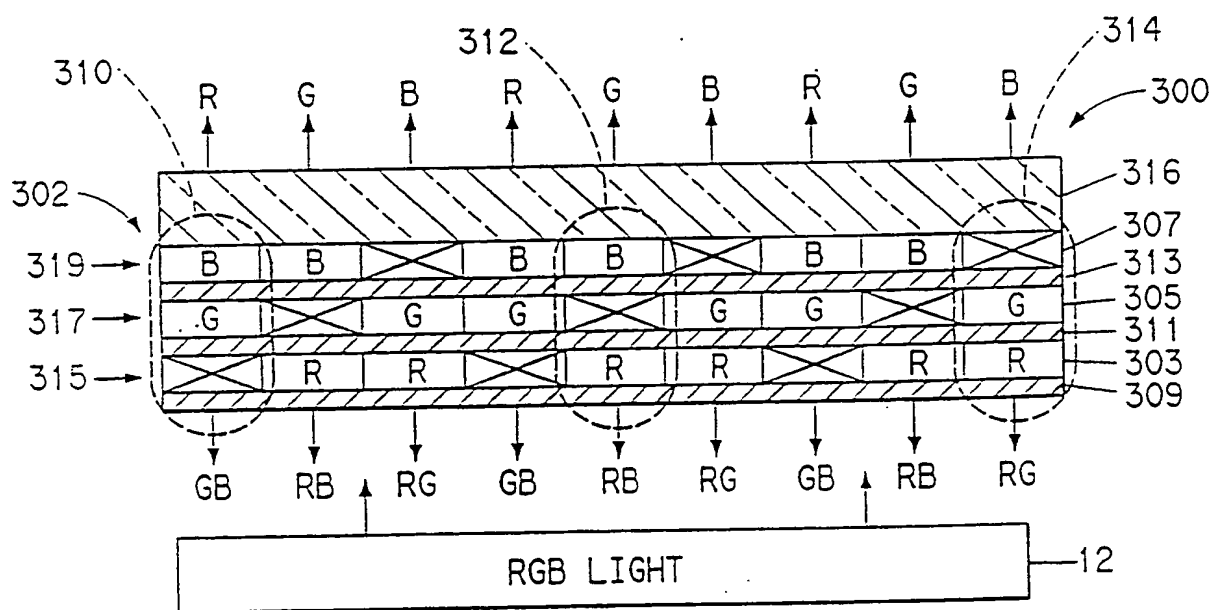 312 314
310
R G B R G B R G B 300
302 316
307
319 B B B B B B 313
317 G G G G G G 305
311
315 R R R R R R 303
309
GB RB RG GB RB RG GB RB RG
RGB LIGHT 12